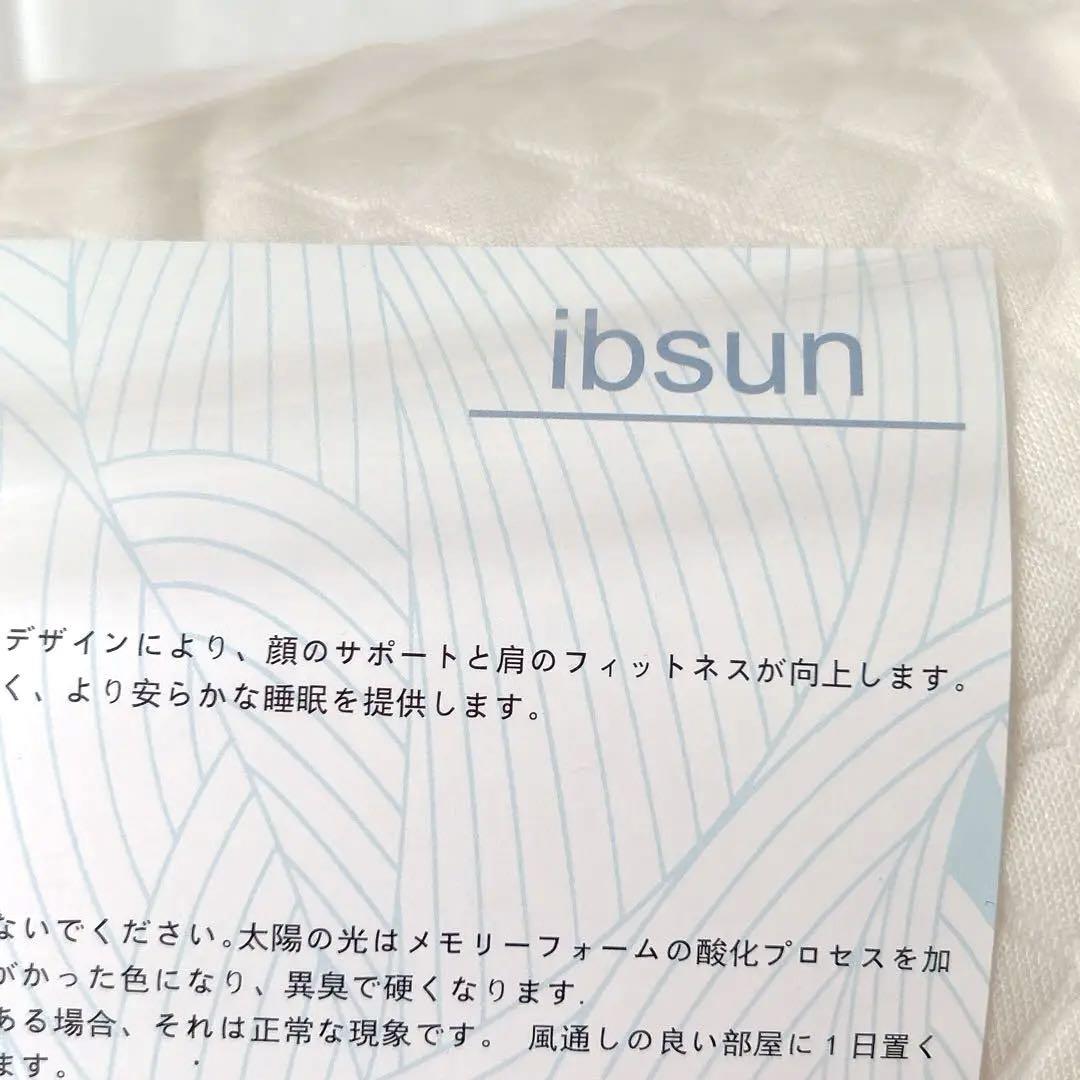 ibsun
デザインにより、顔のサポートと肩のフィットネスが向上します。
く、より安らかな睡眠を提供します。
ないでください。太陽の光はメモリーフォームの酸化プロセスを加
がかった色になり、異臭で硬くなります.
ある場合、それは正常な現象です。 風通しの良い部屋に1日置く
ます。